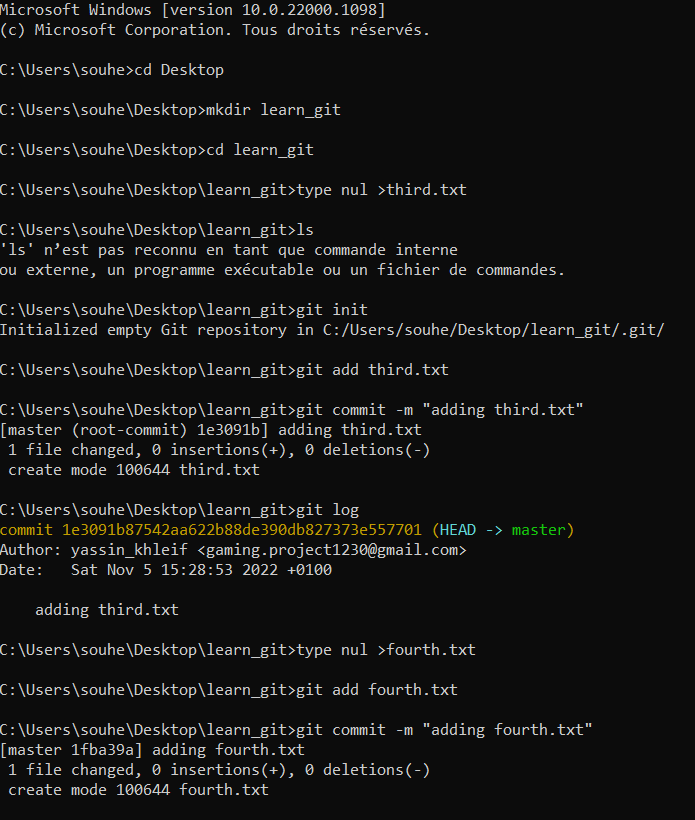 Microsoft Windows [version 10.0.22000.1098]
(c) Microsoft Corporation. Tous droits réservés.
C:\Users\souhe>cd Desktop
C:\Users\souhe\Desktop>mkdir learn_git
C:\Users\souhe\Desktop>cd learn_git
C:\Users\souhe\Desktop\learn_git>type nul >third.txt
C:\Users\souhe\Desktop\learn_git>ls
'ls' n’est pas reconnu en tant que commande interne
ou externe, un programme exécutable ou un fichier de commandes.
C:\Users\souhe\Desktop\learn_git>git init
Initialized empty Git repository in C:/Users/souhe/Desktop/learn_git/.git/
C:\Users\souhe\Desktop\learn_git>git add third.txt
C:\Users\souhe\Desktop\learn_git>git commit -m "adding third.txt"
[master (root-commit) 1e3091b] adding third.txt
 1 file changed, 0 insertions(+), 0 deletions(-)
 create mode 100644 third.txt
C:\Users\souhe\Desktop\learn_git>git log
commit 1e3091b87542aa622b88de390db827373e557701 (HEAD -> master)
Author: yassin_khleif <gaming.project1230@gmail.com>
Date:   Sat Nov 5 15:28:53 2022 +0100
    adding third.txt
C:\Users\souhe\Desktop\learn_git>type nul >fourth.txt
C:\Users\souhe\Desktop\learn_git>git add fourth.txt
C:\Users\souhe\Desktop\learn_git>git commit -m "adding fourth.txt"
[master 1fba39a] adding fourth.txt
 1 file changed, 0 insertions(+), 0 deletions(-)
 create mode 100644 fourth.txt